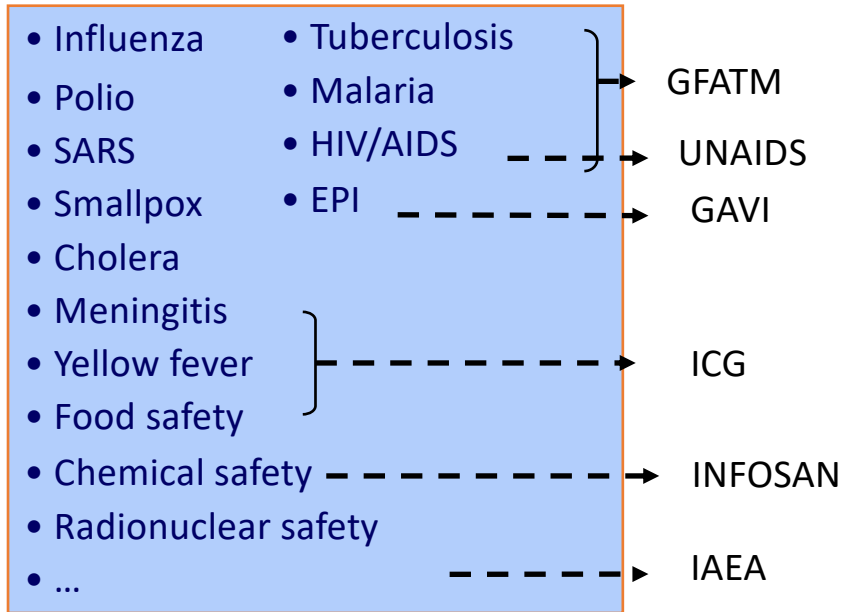 • Influenza
• Polio
• SARS
• Smallpox
• Cholera
• Meningitis
• Yellow fever
• Food safety
• Chemical safety
• Radionuclear safety
• ...
• Tuberculosis
• Malaria
• HIV/AIDS
• EPI
GFATM
UNAIDS
GAVI
ICG
INFOSAN
IAEA